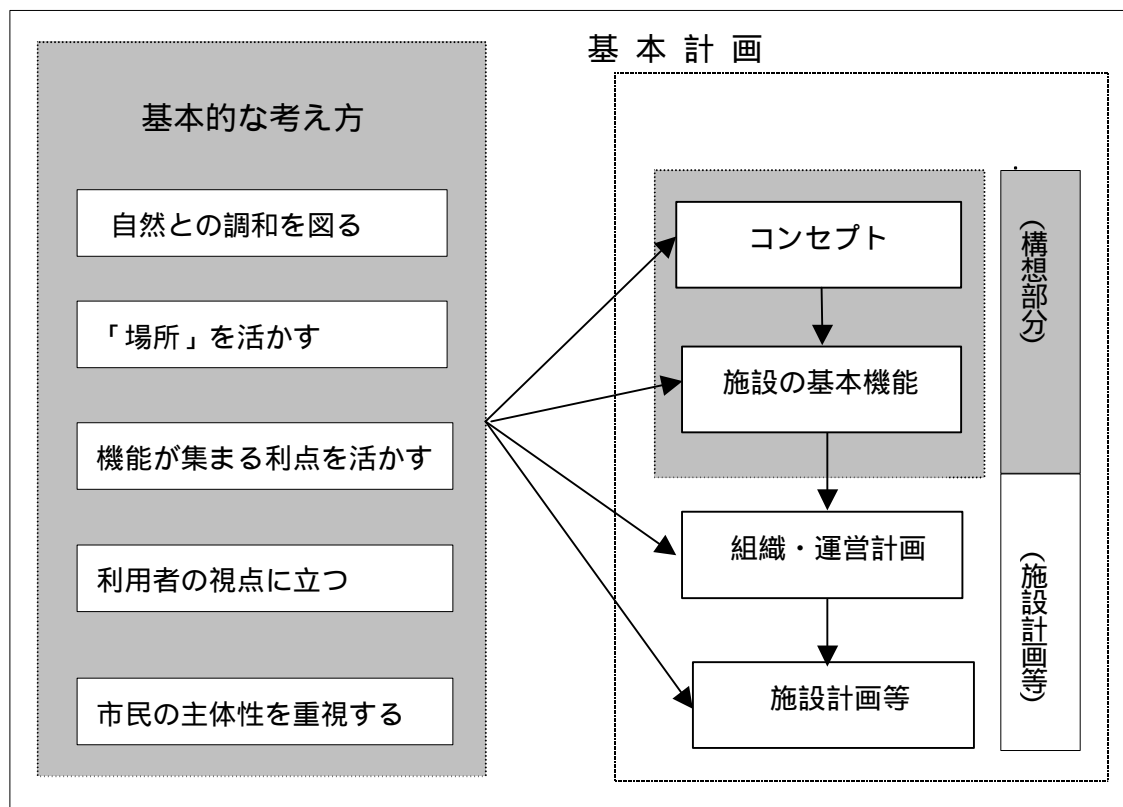 基本計画
基本的な考え方
自然との調和を図る
「場所」を活かす
機能が集まる利点を活かす
利用者の視点に立つ
市民の主体性を重視する
コンセプト
施設の基本機能
組織・運営計画
施設計画等
(構想部分)
(施設計画等)